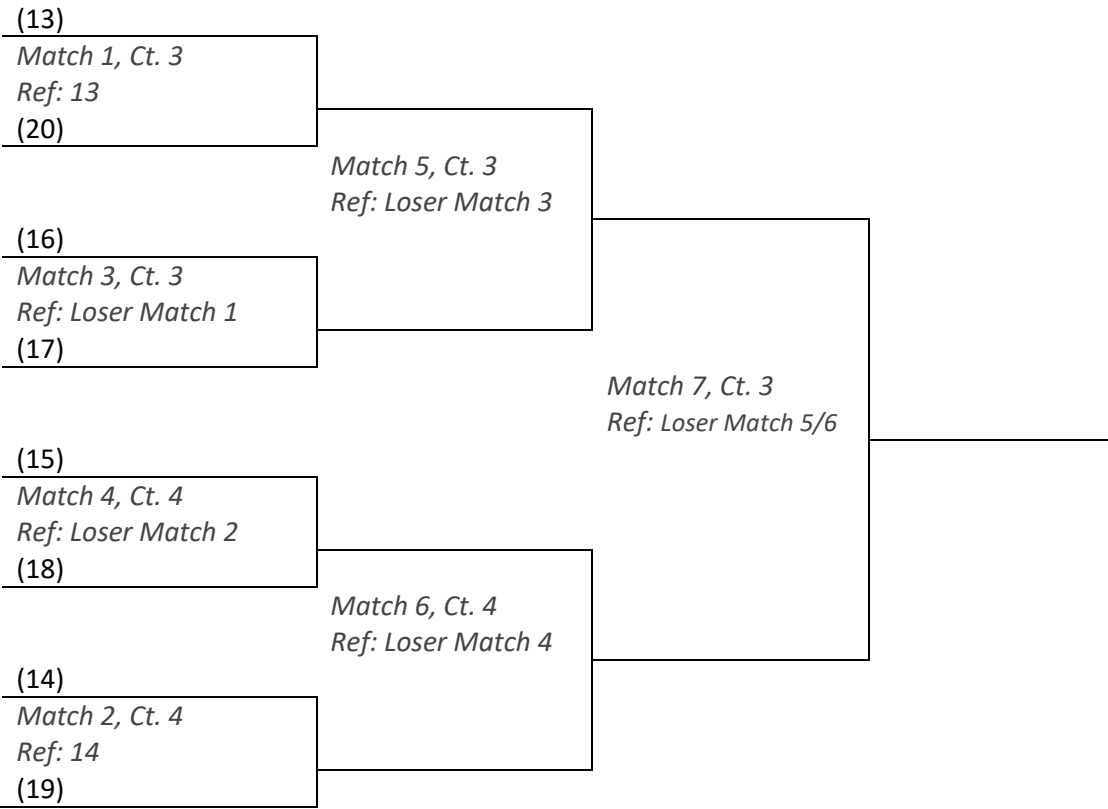 (13)
Match 1, Ct. 3
Ref: 13
(20)
Match 5, Ct. 3
Ref: Loser Match 3
(16)
Match 3, Ct. 3
Ref: Loser Match 1
(17)
Match 7, Ct. 3
Ref: Loser Match 5/6
(15)
Match 4, Ct. 4
Ref: Loser Match 2
(18)
Match 6, Ct. 4
Ref: Loser Match 4
(14)
Match 2, Ct. 4
Ref: 14
(19)